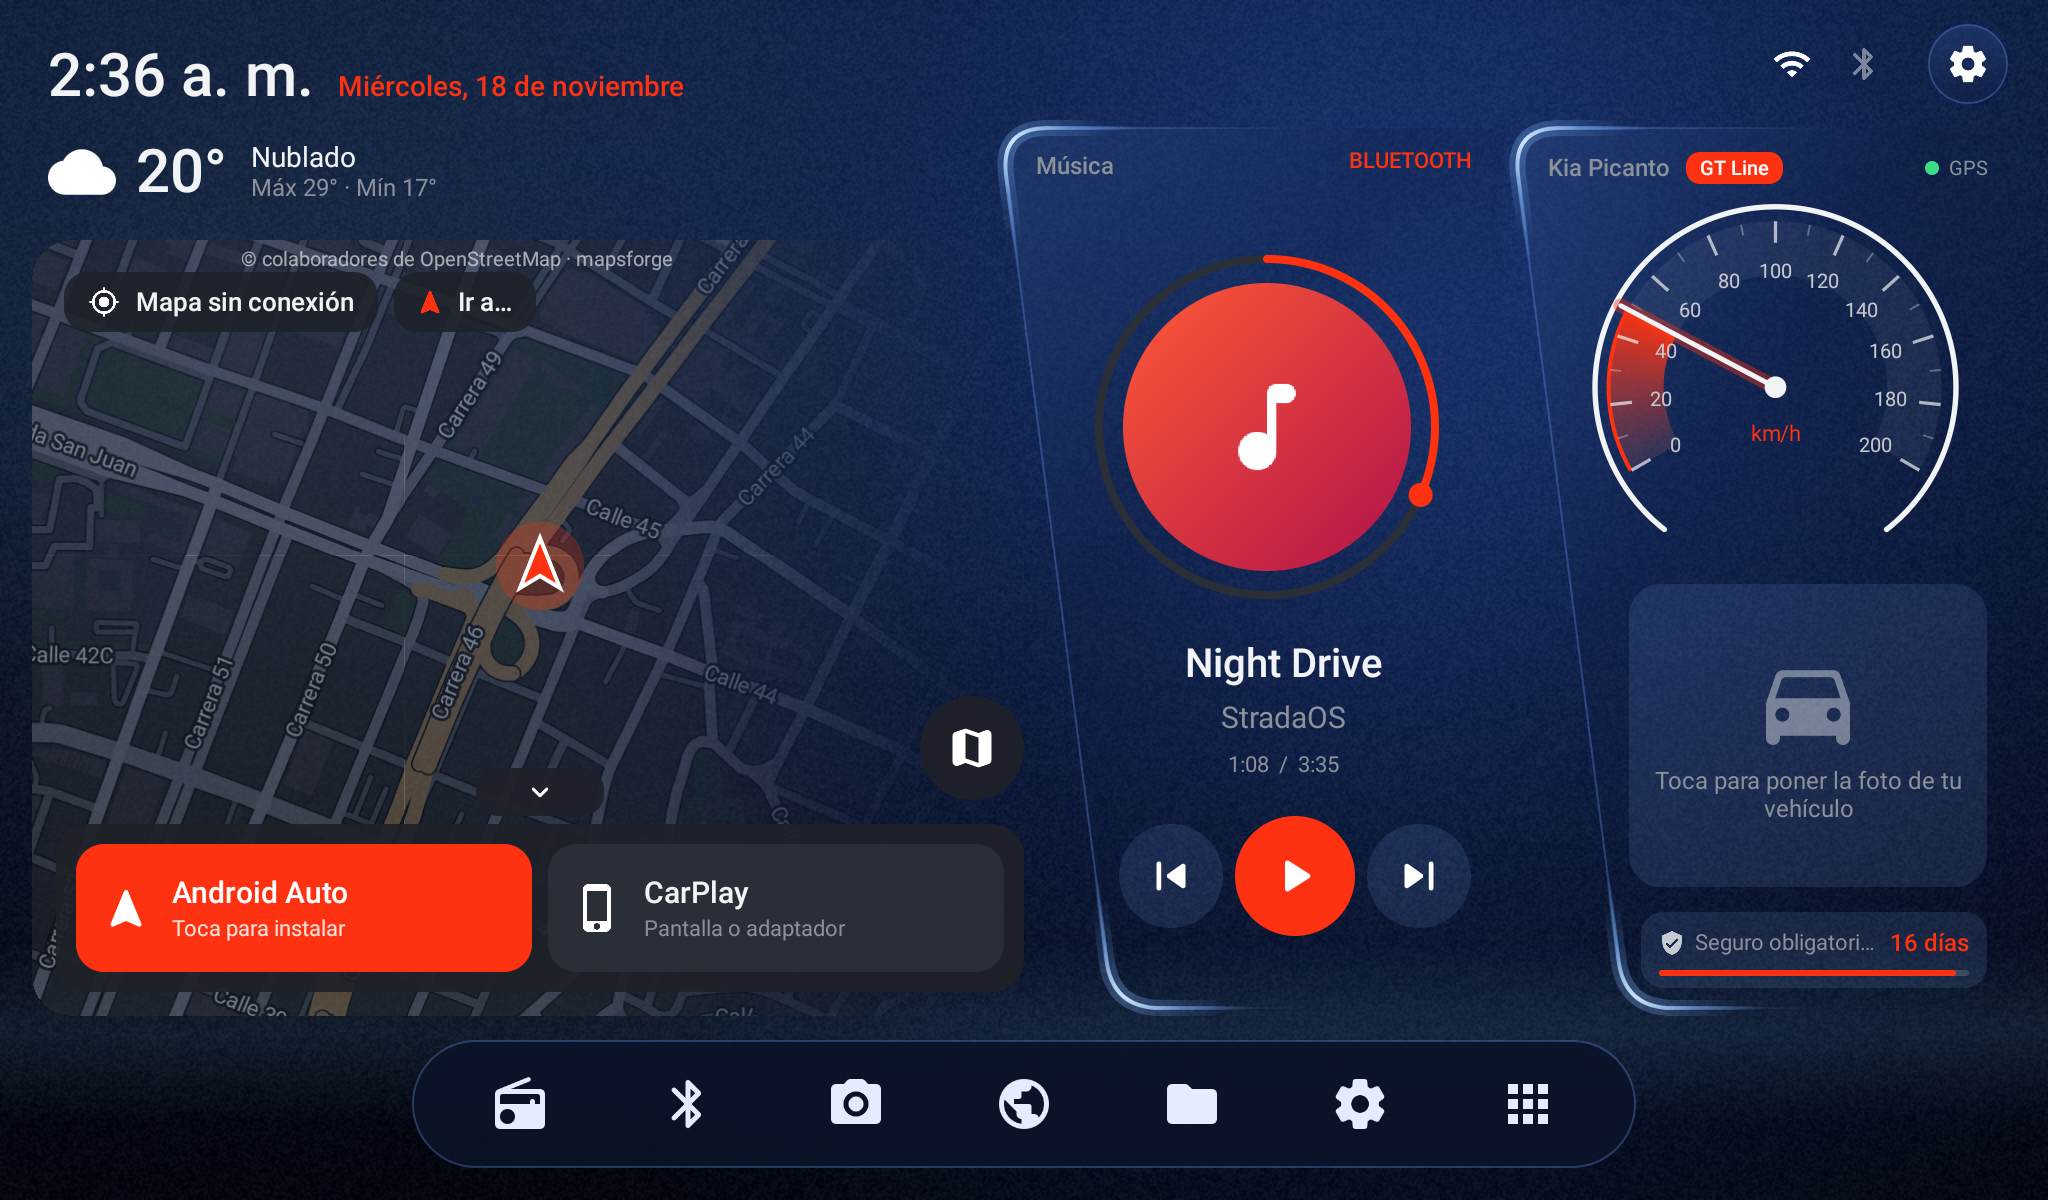 2:36 a. m. Miércoles, 18 de noviembre
20° Nublado
Máx 29° · Mín 17°
© colaboradores de OpenStreetMap · mapsforge
Mapa sin conexión
Ir a...
Carrera
Carrera 49
Carrera 44
la San Juan
Calle 45
Calle 42C
Carrera 51
Carrera 50
Carrera 46
Calle 44
Android Auto
Toca para instalar
CarPlay
Pantalla o adaptador
Música
BLUETOOTH
Night Drive
StradaOS
1:08 / 3:35
Kia Picanto GT Line
GPS
0
20
40
60
80
100
120
140
160
180
200
km/h
Toca para poner la foto de tu
vehículo
Seguro obligatori... 16 días